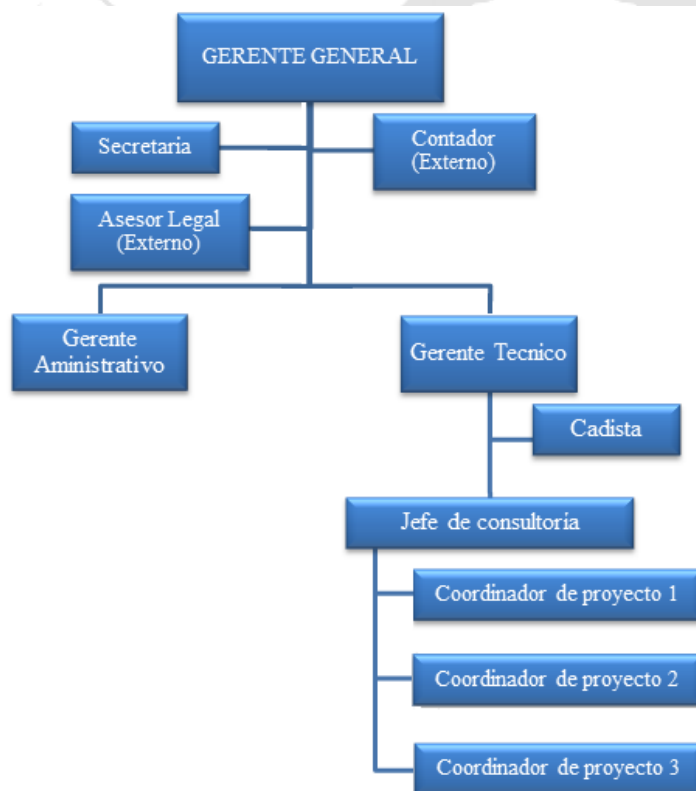 GERENTE GENERAL
Secretaria
Contador
(Externo)
Asesor Legal
(Externo)
Gerente
Aministrativo
Gerente Tecnico
Cadista
Jefe de consultoria
Coordinador de proyecto 1
Coordinador de proyecto 2
Coordinador de proyecto 3